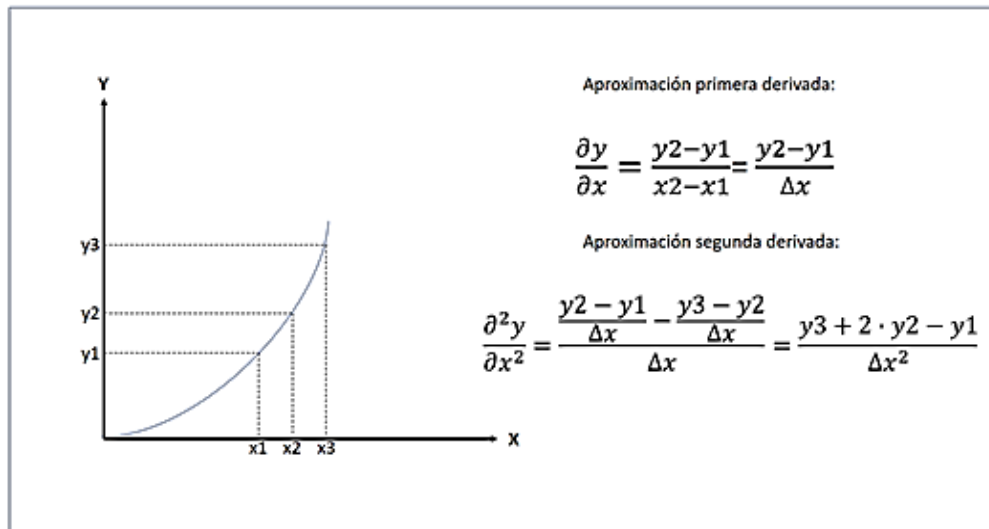 Y
y3
y2
y1
x1 x2 x3
X
Aproximación primera derivada:
∂y/∂x = (y2−y1)/(x2−x1) = (y2−y1)/Δx
Aproximación segunda derivada:
∂²y/∂x² = ((y2 − y1)/Δx − (y3 − y2)/Δx)/Δx = (y3 + 2 · y2 − y1)/Δx²